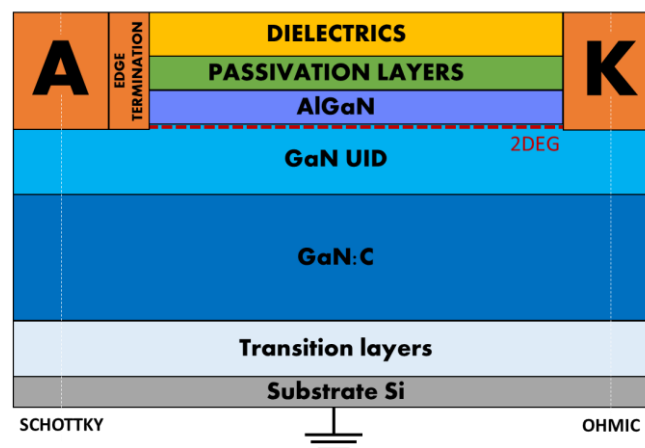 A
EDGE
TERMINATION
DIELECTRICS
K
PASSIVATION LAYERS
AlGaN
2DEG
GaN UID
GaN:C
Transition layers
Substrate Si
SCHOTTKY
OHMIC